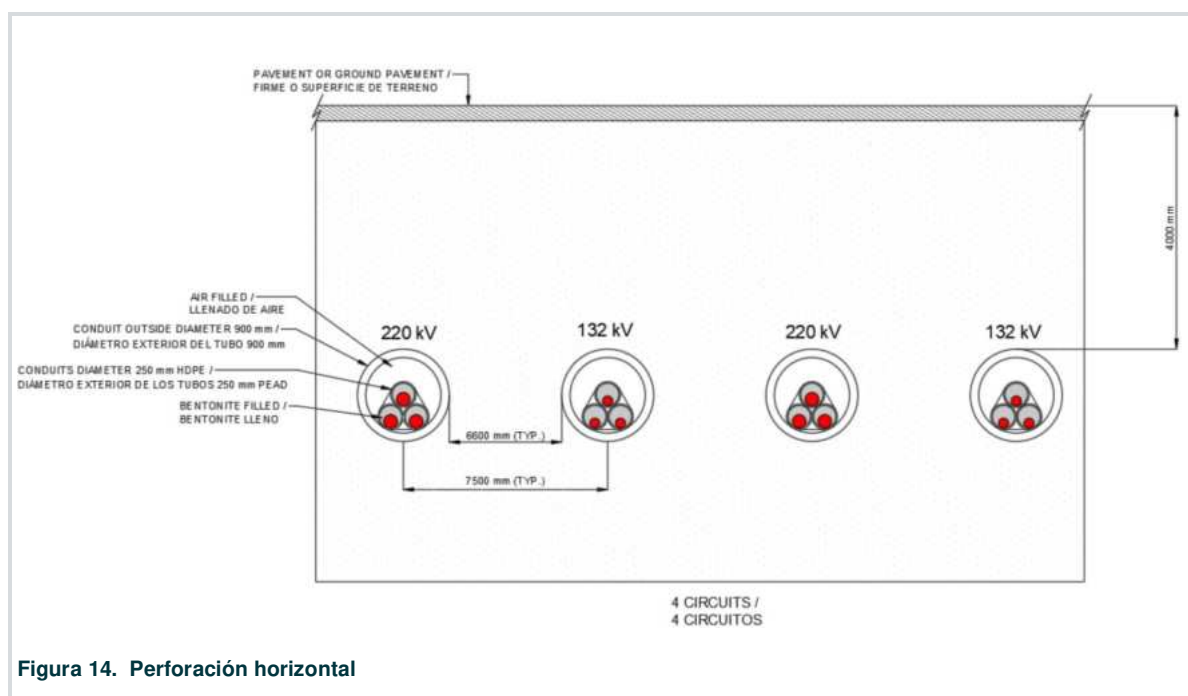 PAVEMENT OR GROUND PAVEMENT /
FIRME O SUPERFICIE DE TERRENO
4000 mm
AIR FILLED /
LLENADO DE AIRE
CONDUIT OUTSIDE DIAMETER 900 mm /
DIÁMETRO EXTERIOR DEL TUBO 900 mm
CONDUITS DIAMETER 250 mm HDPE /
DIÁMETRO EXTERIOR DE LOS TUBOS 250 mm PEAD
BENTONITE FILLED /
BENTONITE LLENO
220 kV
132 kV
220 kV
132 kV
6600 mm (TYP.)
7500 mm (TYP.)
4 CIRCUITS /
4 CIRCUITOS
Figura 14. Perforación horizontal